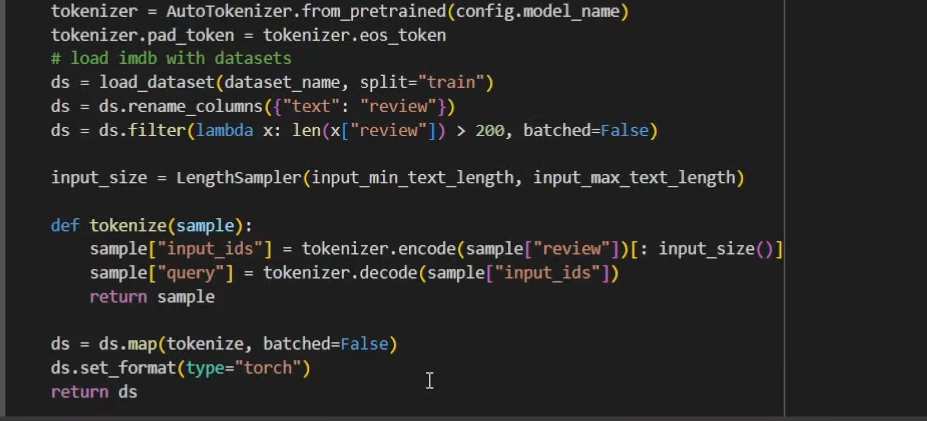 tokenizer = AutoTokenizer.from_pretrained(config.model_name)
tokenizer.pad_token = tokenizer.eos_token
# load imdb with datasets
ds = load_dataset(dataset_name, split="train")
ds = ds.rename_columns({"text": "review"})
ds = ds.filter(lambda x: len(x["review"]) > 200, batched=False)
input_size = LengthSampler(input_min_text_length, input_max_text_length)
def tokenize(sample):
    sample["input_ids"] = tokenizer.encode(sample["review"])[: input_size()]
    sample["query"] = tokenizer.decode(sample["input_ids"])
    return sample
ds = ds.map(tokenize, batched=False)
ds.set_format(type="torch")
return ds